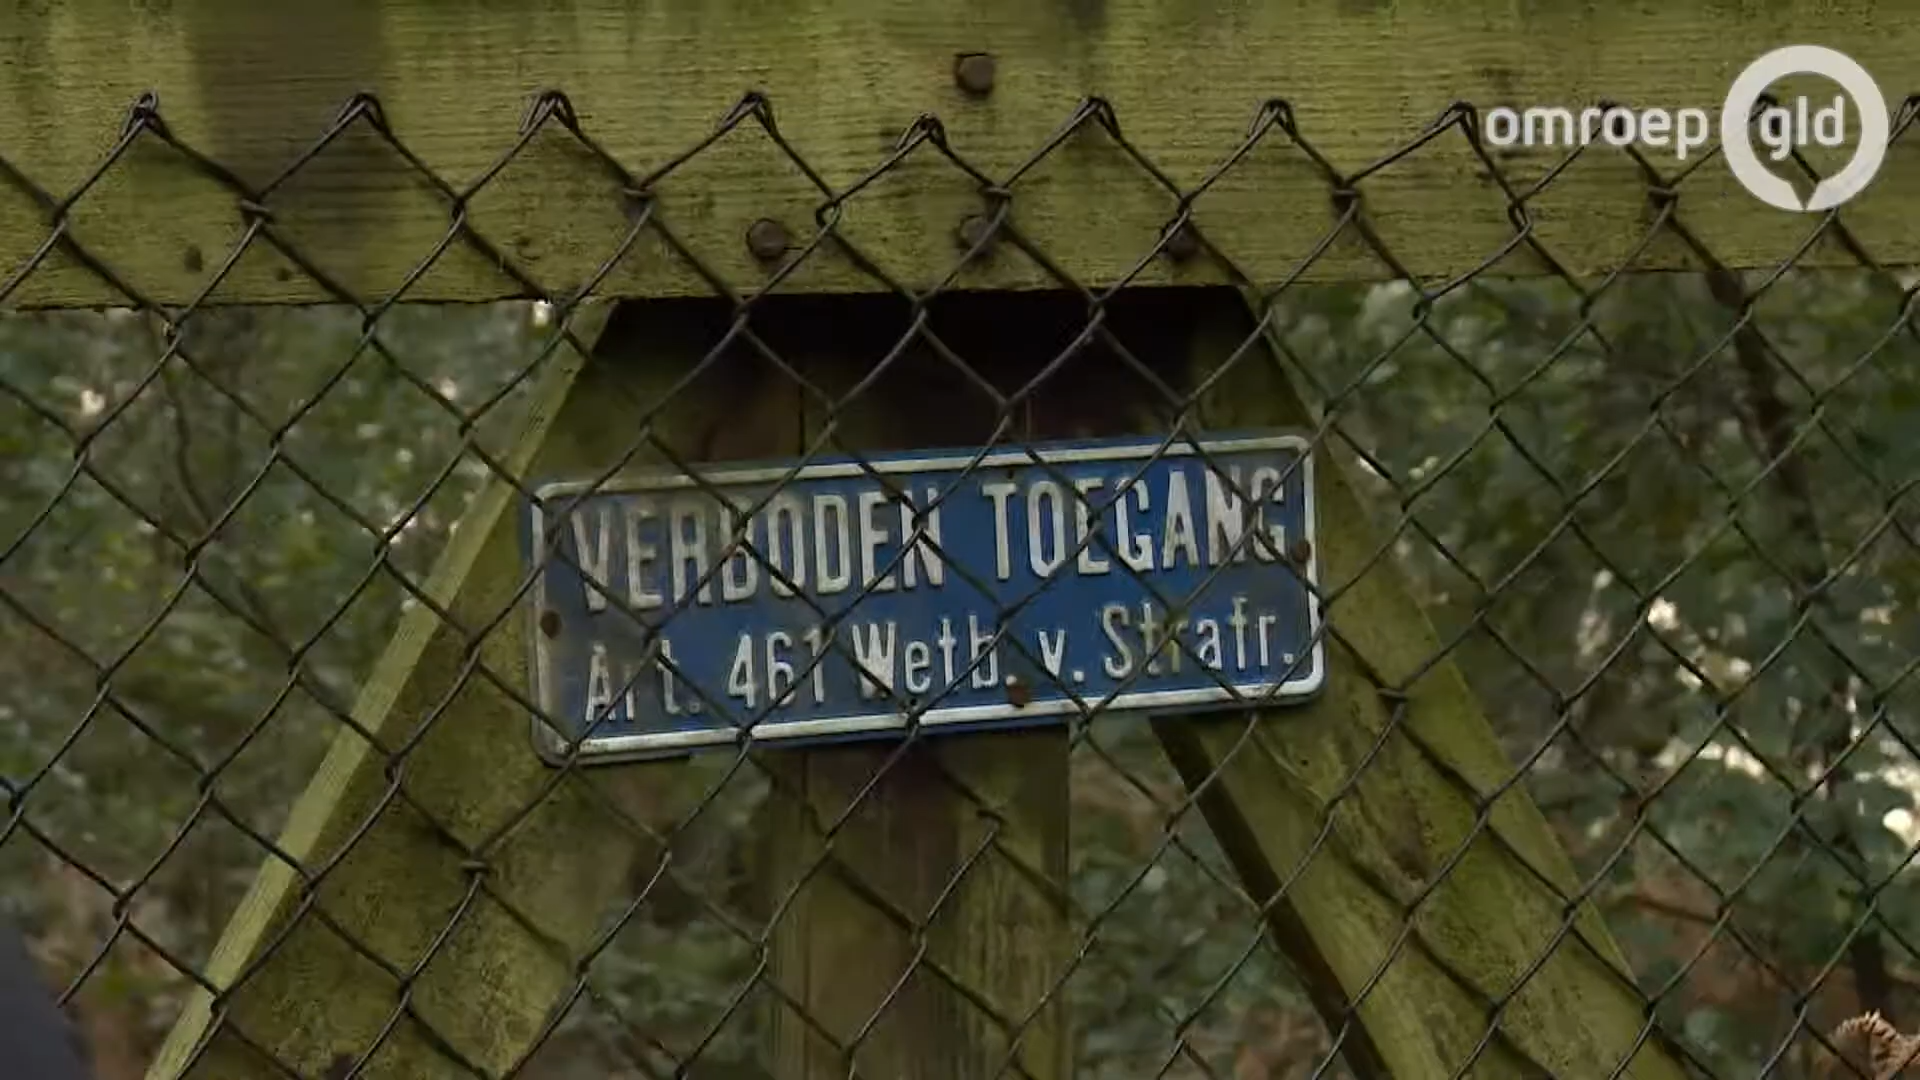 omroep gld
VERBODEN TOEGANG
Art. 461 Wetb. v. Strafr.